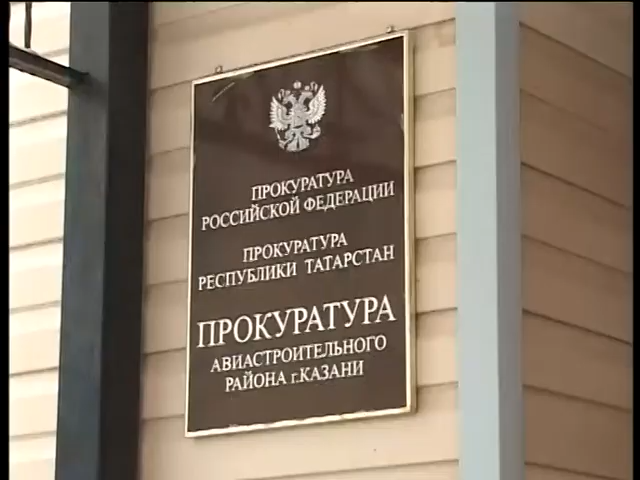 ПРОКУРАТУРА
РОССИЙСКОЙ ФЕДЕРАЦИИ
ПРОКУРАТУРА
РЕСПУБЛИКИ ТАТАРСТАН
ПРОКУРАТУРА
АВИАСТРОИТЕЛЬНОГО
РАЙОНА г.КАЗАНИ